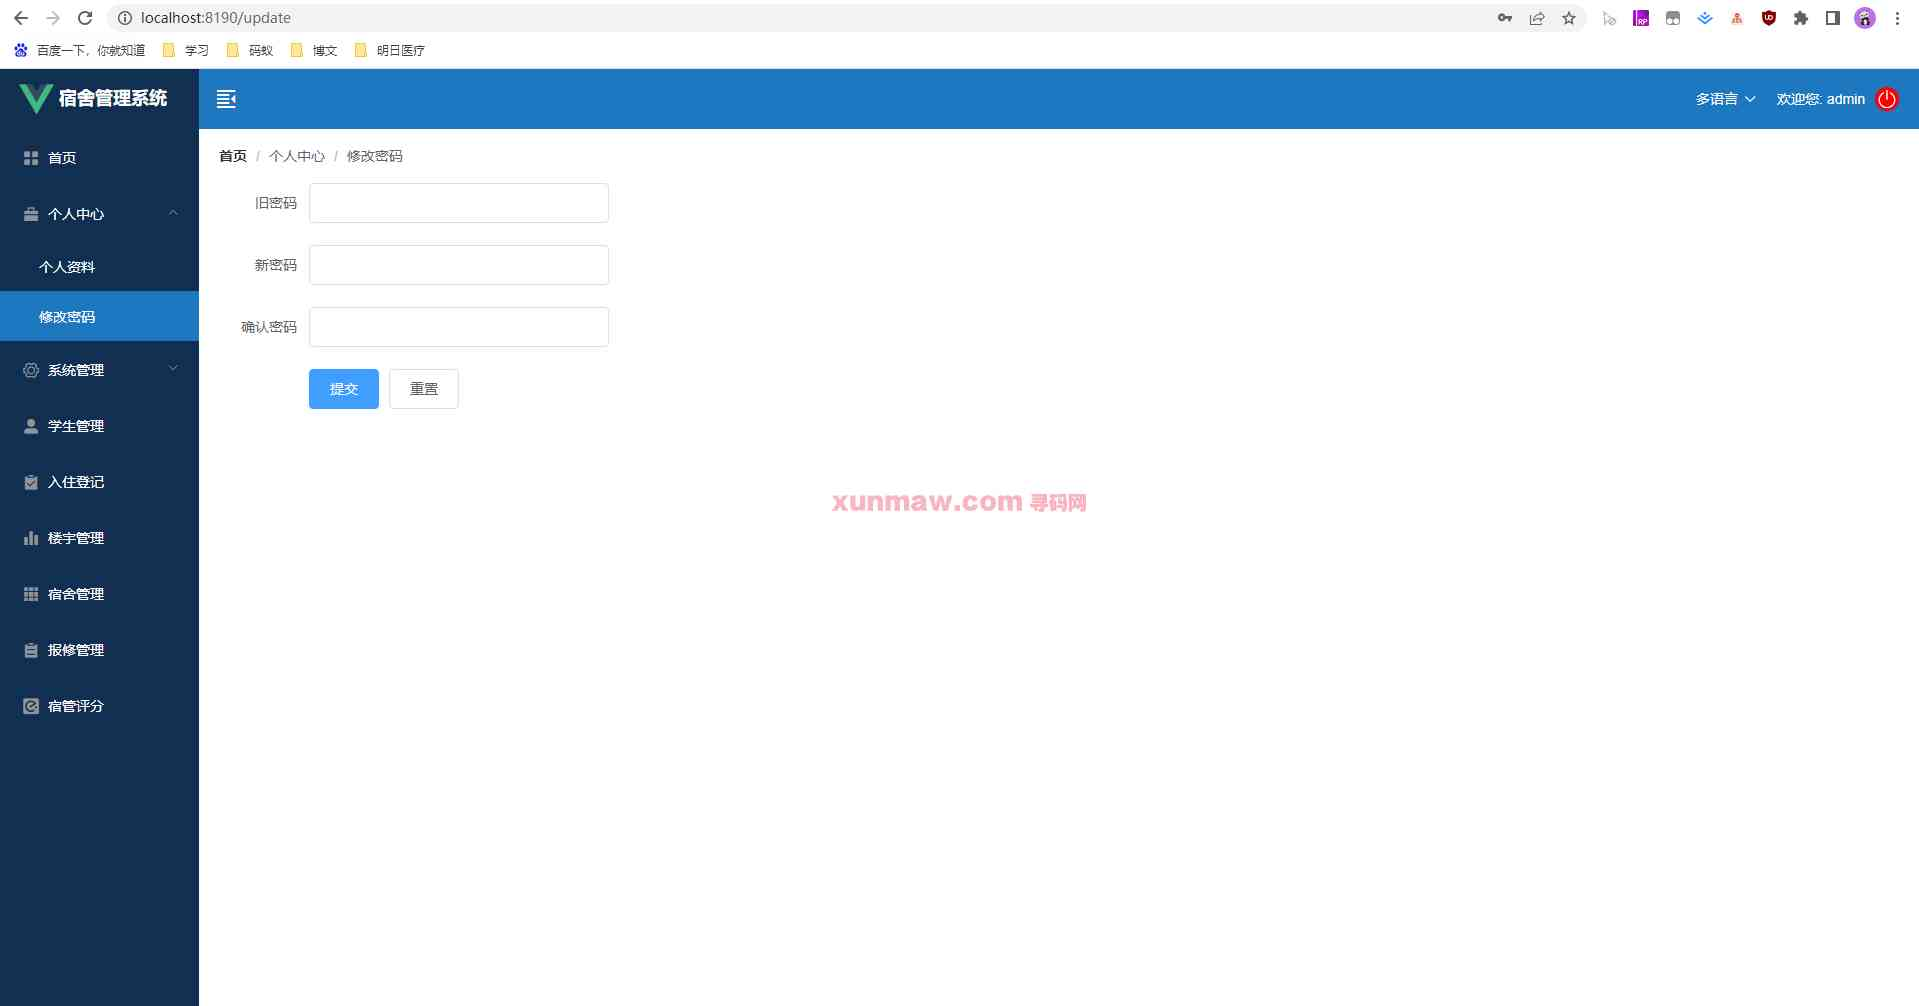 localhost:8190/update
百度一下，你就知道 学习 码蚁 博文 明日医疗
宿舍管理系统
多语言 欢迎您: admin
首页
个人中心
个人资料
修改密码
系统管理
学生管理
入住登记
楼宇管理
宿舍管理
报修管理
宿管评分
首页 / 个人中心 / 修改密码
旧密码
新密码
确认密码
提交 重置
xunmaw.com 寻码网